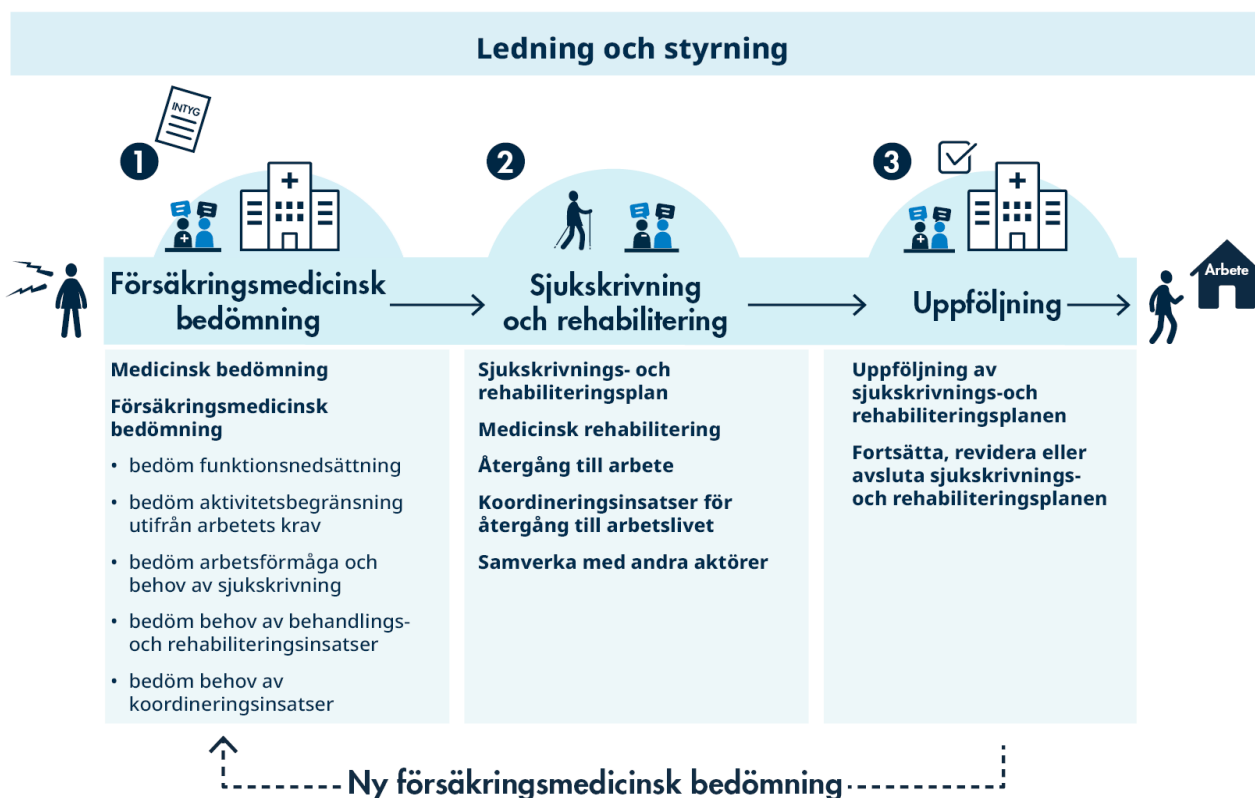 Ledning och styrning
INTYG
1
2
3
Försäkringsmedicinsk
bedömning
Sjukskrivning
och rehabilitering
Uppföljning
Arbete
Medicinsk bedömning
Försäkringsmedicinsk
bedömning
• bedöm funktionsnedsättning
• bedöm aktivitetsbegränsning
utifrån arbetets krav
• bedöm arbetsförmåga och
behov av sjukskrivning
• bedöm behov av behandlings-
och rehabiliteringsinsatser
• bedöm behov av
koordineringsinsatser
Sjukskrivnings- och
rehabiliteringsplan
Medicinsk rehabilitering
Återgång till arbete
Koordineringsinsatser för
återgång till arbetslivet
Samverka med andra aktörer
Uppföljning av
sjukskrivnings-och
rehabiliteringsplanen
Fortsätta, revidera eller
avsluta sjukskrivnings-
och rehabiliteringsplanen
Ny försäkringsmedicinsk bedömning